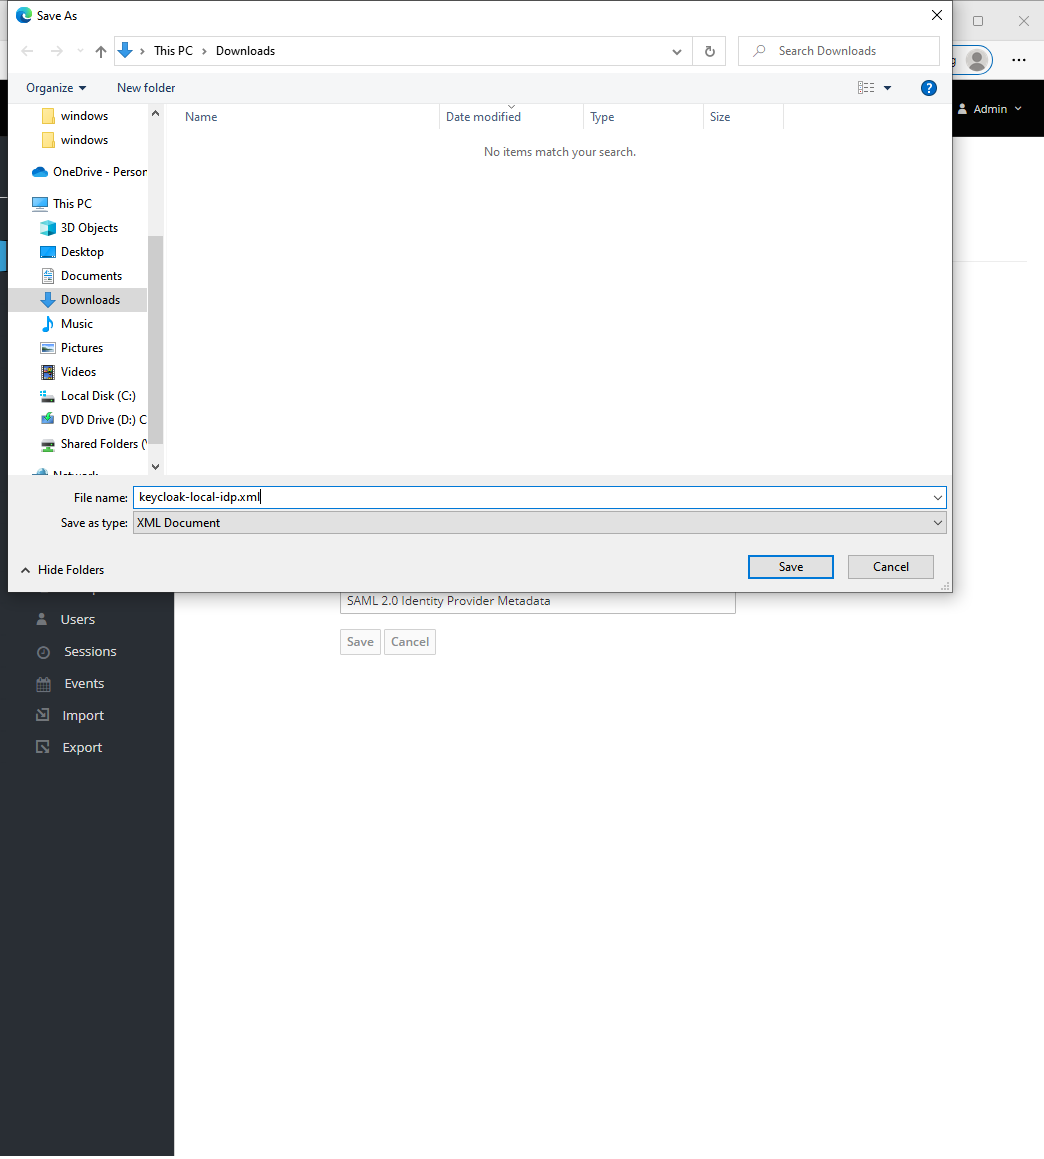 Save As
This PC
Downloads
Search Downloads
Organize
New folder
Admin
Name
Date modified
Type
Size
No items match your search.
windows
windows
OneDrive - Person
This PC
3D Objects
Desktop
Documents
Downloads
Music
Pictures
Videos
Local Disk (C:)
DVD Drive (D:) C
Shared Folders (\
Network
File name: keycloak-local-idp.xml
Save as type: XML Document
Hide Folders
Save
Cancel
SAML 2.0 Identity Provider Metadata
Save Cancel
Users
Sessions
Events
Import
Export